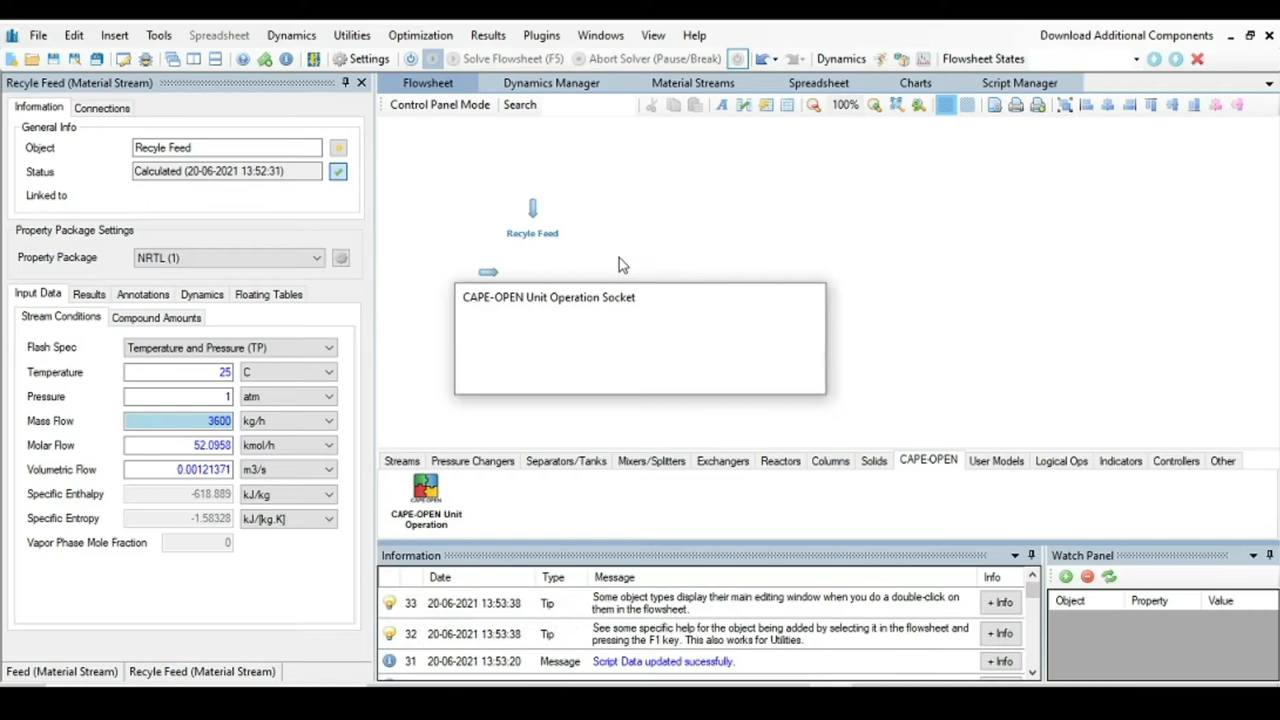 File Edit Insert Tools Spreadsheet Dynamics Utilities Optimization Results Plugins Windows View Help Download Additional Components
Settings Solve Flowsheet (F5) Abort Solver (Pause/Break) Dynamics Flowsheet States
Recyle Feed (Material Stream)
Information Connections
General Info
Object Recyle Feed
Status Calculated (20-06-2021 13:52:31)
Linked to
Property Package Settings
Property Package NRTL (1)
Input Data Results Annotations Dynamics Floating Tables
Stream Conditions Compound Amounts
Flash Spec Temperature and Pressure (TP)
Temperature 25 C
Pressure 1 atm
Mass Flow 3600 kg/h
Molar Flow 52.0958 kmol/h
Volumetric Flow 0.00121371 m3/s
Specific Enthalpy -618.889 kJ/kg
Specific Entropy -1.58328 kJ/[kg.K]
Vapor Phase Mole Fraction 0
Feed (Material Stream) Recyle Feed (Material Stream)
Flowsheet Dynamics Manager Material Streams Spreadsheet Charts Script Manager
Control Panel Mode Search 100%
Recyle Feed
CAPE-OPEN Unit Operation Socket
Streams Pressure Changers Separators/Tanks Mixers/Splitters Exchangers Reactors Columns Solids CAPE-OPEN User Models Logical Ops Indicators Controllers Other
CAPE-OPEN
CAPE-OPEN Unit
Operation
Information
Date Type Message Info
33 20-06-2021 13:53:38 Tip Some object types display their main editing window when you do a double-click on
them in the flowsheet. + Info
32 20-06-2021 13:53:38 Tip See some specific help for the object being added by selecting it in the flowsheet and
pressing the F1 key. This also works for Utilities. + Info
31 20-06-2021 13:53:20 Message Script Data updated sucessfully. + Info
Watch Panel
Object Property Value